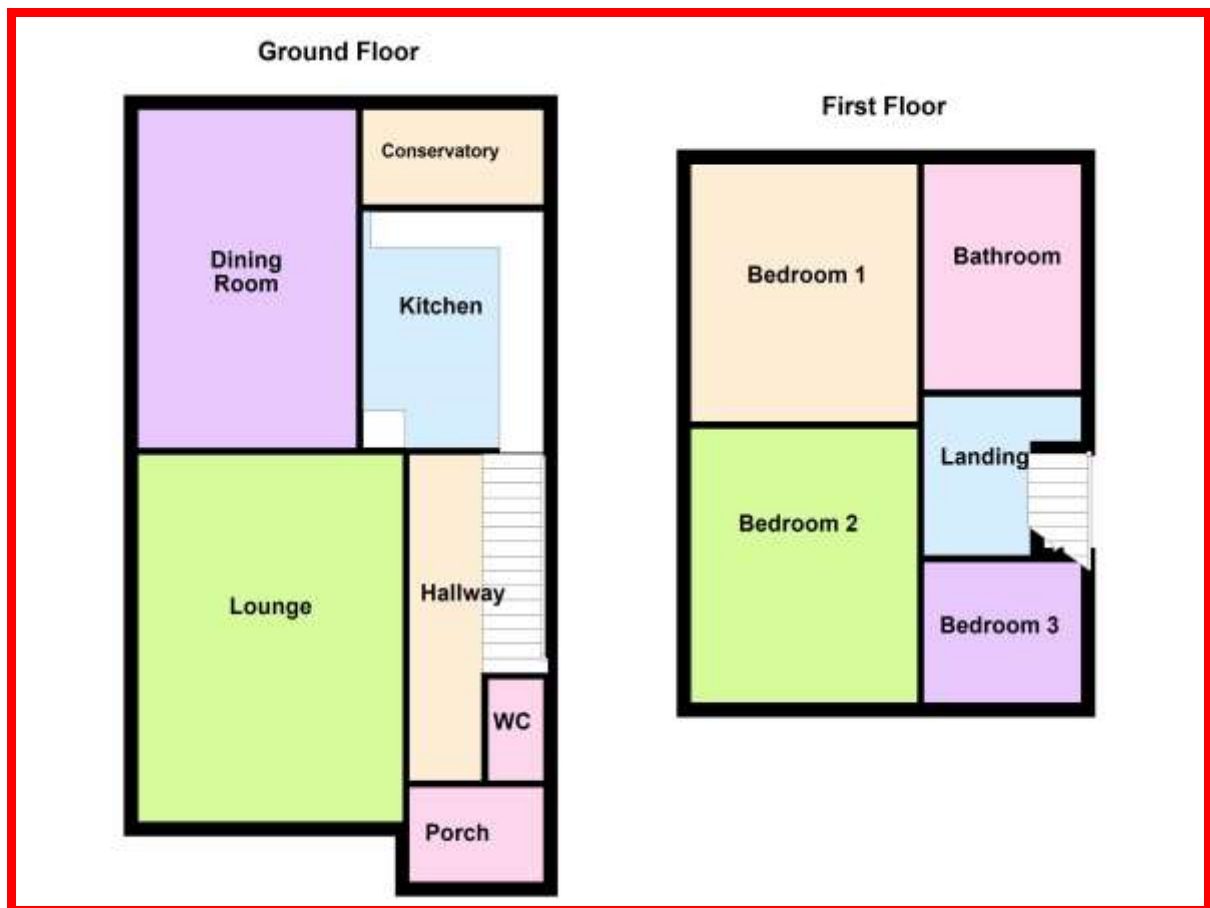 Ground Floor
Conservatory
Dining
Room
Kitchen
Lounge
Hallway
WC
Porch
First Floor
Bedroom 1
Bathroom
Landing
Bedroom 2
Bedroom 3